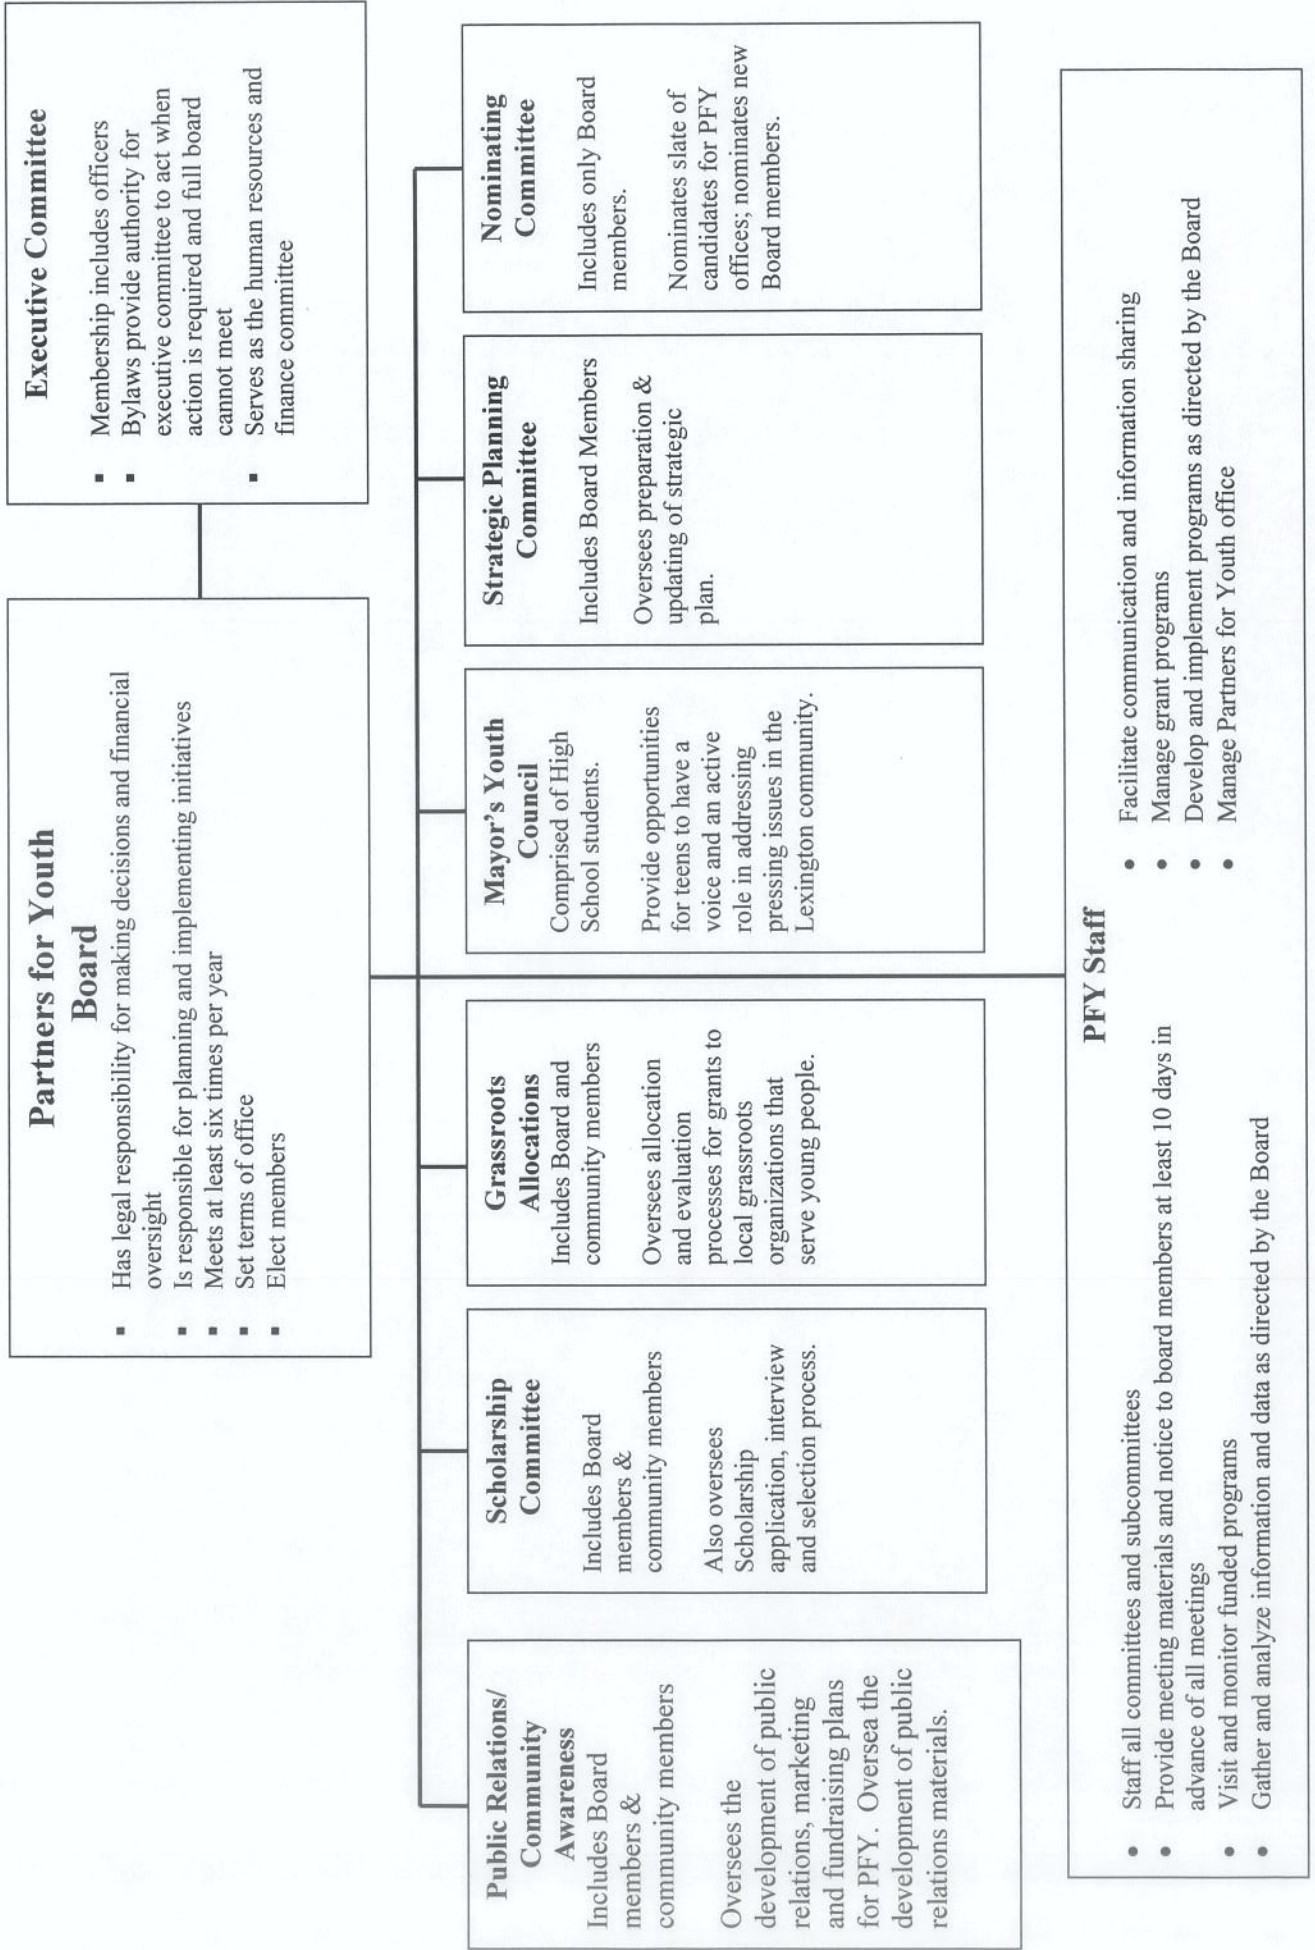 Partners for Youth
Board
▪ Has legal responsibility for making decisions and financial
oversight
▪ Is responsible for planning and implementing initiatives
▪ Meets at least six times per year
▪ Set terms of office
▪ Elect members
Executive Committee
▪ Membership includes officers
▪ Bylaws provide authority for
executive committee to act when
action is required and full board
cannot meet
▪ Serves as the human resources and
finance committee
Public Relations/
Community
Awareness
Includes Board
members &
community members
Oversees the
development of public
relations, marketing
and fundraising plans
for PFY. Oversea the
development of public
relations materials.
Scholarship
Committee
Includes Board
members &
community members
Also oversees
Scholarship
application, interview
and selection process.
Grassroots
Allocations
Includes Board and
community members
Oversees allocation
and evaluation
processes for grants to
local grassroots
organizations that
serve young people.
Mayor's Youth
Council
Comprised of High
School students.
Provide opportunities
for teens to have a
voice and an active
role in addressing
pressing issues in the
Lexington community.
Strategic Planning
Committee
Includes Board Members
Oversees preparation &
updating of strategic
plan.
Nominating
Committee
Includes only Board
members.
Nominates slate of
candidates for PFY
offices; nominates new
Board members.
PFY Staff
• Staff all committees and subcommittees
• Provide meeting materials and notice to board members at least 10 days in
advance of all meetings
• Visit and monitor funded programs
• Gather and analyze information and data as directed by the Board
• Facilitate communication and information sharing
• Manage grant programs
• Develop and implement programs as directed by the Board
• Manage Partners for Youth office